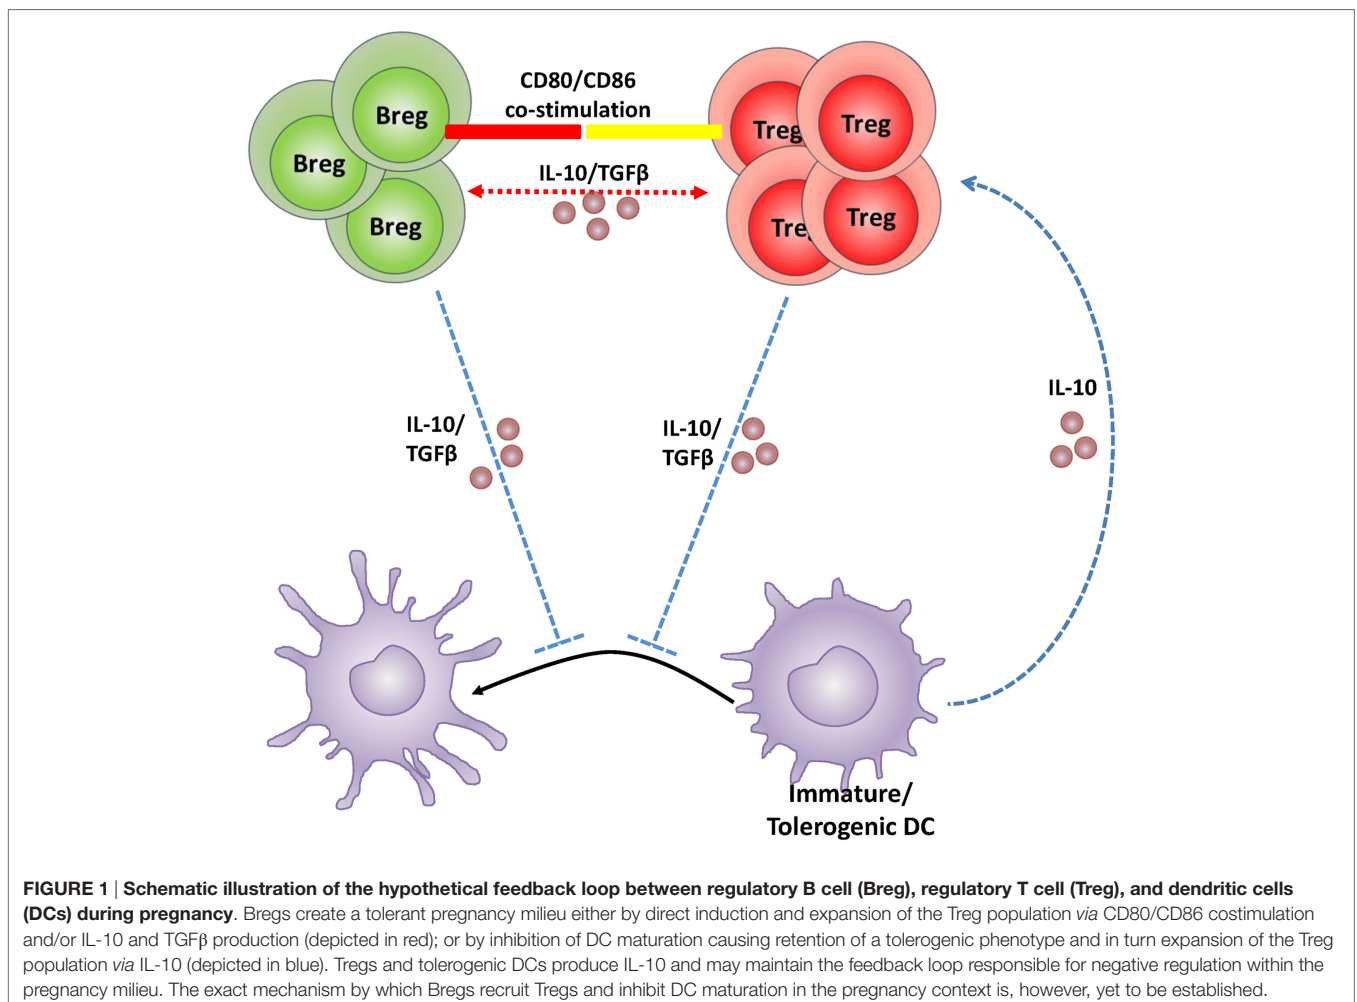 CD80/CD86
co-stimulation
Breg
Breg
Breg
Treg
Treg
Treg
Treg
IL-10/TGFβ
IL-10/
TGFβ
IL-10/
TGFβ
IL-10
Immature/
Tolerogenic DC
FIGURE 1 | Schematic illustration of the hypothetical feedback loop between regulatory B cell (Breg), regulatory T cell (Treg), and dendritic cells
(DCs) during pregnancy. Bregs create a tolerant pregnancy milieu either by direct induction and expansion of the Treg population via CD80/CD86 costimulation
and/or IL-10 and TGFβ production (depicted in red); or by inhibition of DC maturation causing retention of a tolerogenic phenotype and in turn expansion of the Treg
population via IL-10 (depicted in blue). Tregs and tolerogenic DCs produce IL-10 and may maintain the feedback loop responsible for negative regulation within the
pregnancy milieu. The exact mechanism by which Bregs recruit Tregs and inhibit DC maturation in the pregnancy context is, however, yet to be established.